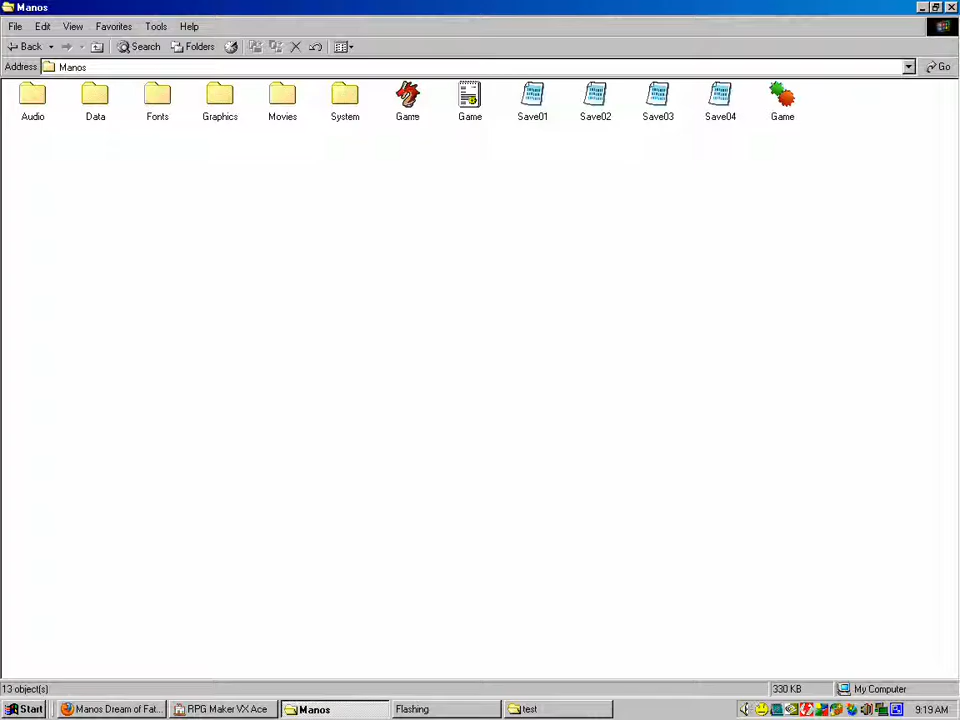 Manos
File Edit View Favorites Tools Help
Back Search Folders
Address Manos Go
Audio Data Fonts Graphics Movies System Game Game Save01 Save02 Save03 Save04 Game
13 object(s) 330 KB My Computer
Start Manos Dream of Fat... RPG Maker VX Ace Manos Flashing test 9:19 AM